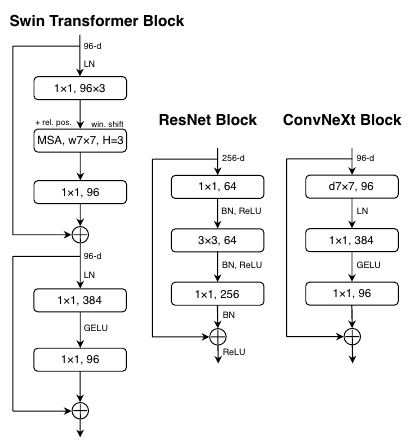 Swin Transformer Block
96-d
LN
1×1, 96×3
+ rel. pos. win. shift
MSA, w7×7, H=3
1×1, 96
96-d
LN
1×1, 384
GELU
1×1, 96
ResNet Block
256-d
1×1, 64
BN, ReLU
3×3, 64
BN, ReLU
1×1, 256
BN
ReLU
ConvNeXt Block
96-d
d7×7, 96
LN
1×1, 384
GELU
1×1, 96